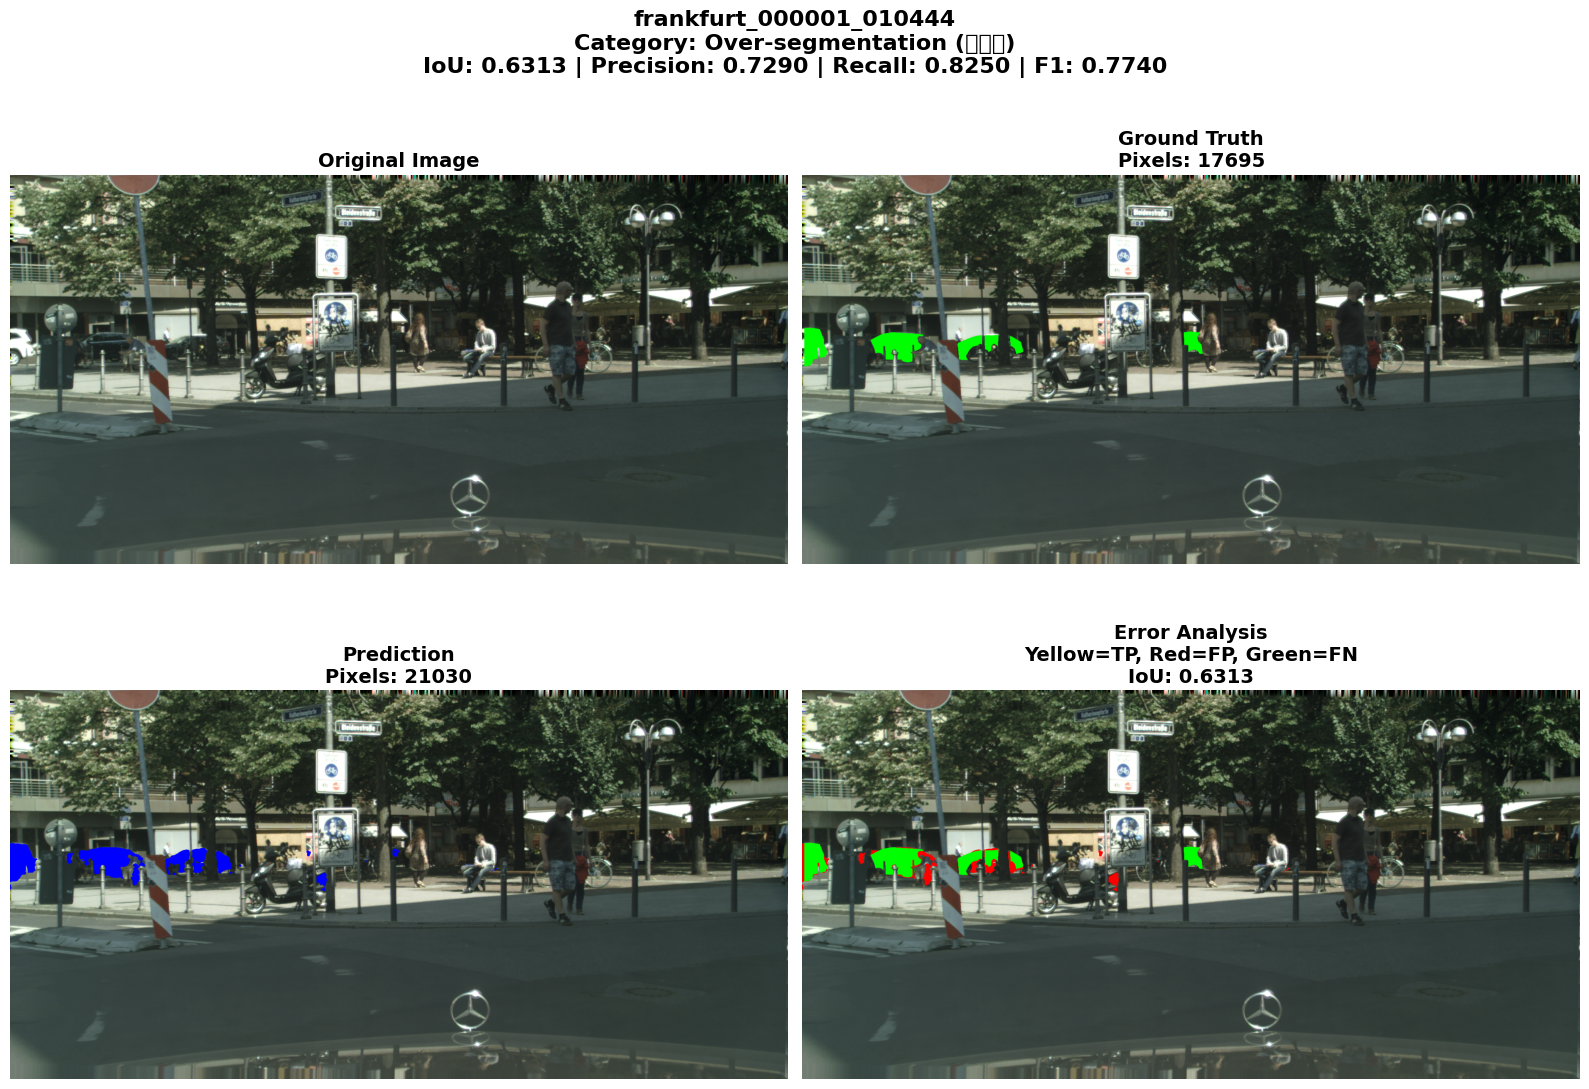 frankfurt_000001_010444
Category: Over-segmentation (▯▯▯)
IoU: 0.6313 | Precision: 0.7290 | Recall: 0.8250 | F1: 0.7740
Original Image
Ground Truth
Pixels: 17695
Prediction
Pixels: 21030
Error Analysis
Yellow=TP, Red=FP, Green=FN
IoU: 0.6313